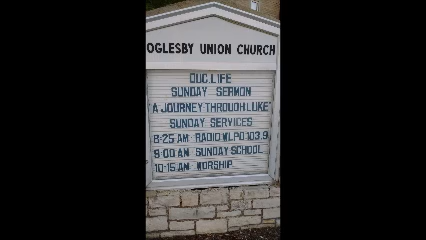 OGLESBY UNION CHURCH
OUC.LIFE
SUNDAY SERMON
"A JOURNEY THROUGH LUKE"
SUNDAY SERVICES
8:25 AM RADIO WLPO 103.9
9:00 AM SUNDAY SCHOOL
10:15 AM WORSHIP